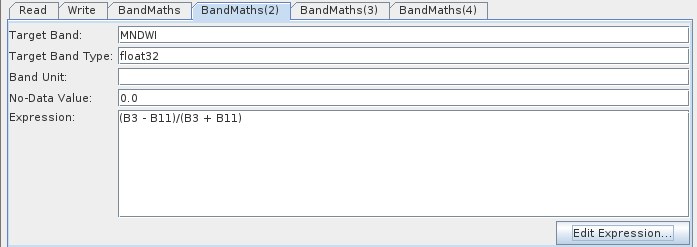 Read Write BandMaths BandMaths(2) BandMaths(3) BandMaths(4)
Target Band: MNDWI
Target Band Type: float32
Band Unit:
No-Data Value: 0.0
Expression: (B3 - B11)/(B3 + B11)
Edit Expression...